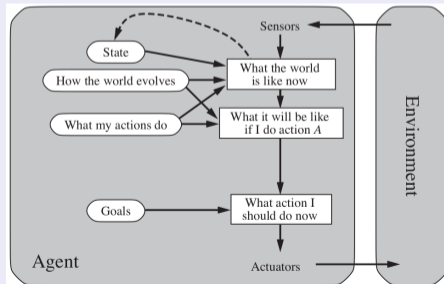 Sensors
State
How the world evolves
What my actions do
What the world
is like now
What it will be like
if I do action A
Goals
What action I
should do now
Agent
Actuators
Environment